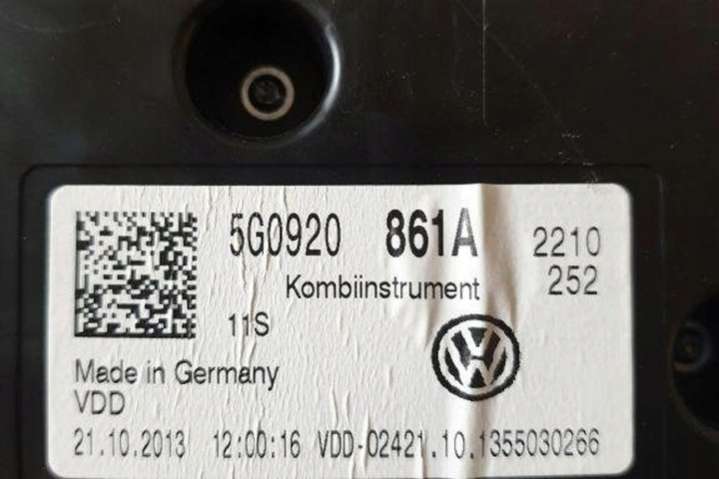 5G0920 861A 2210
Kombiinstrument 252
11S
Made in Germany
VDD
21.10.2013 12:00:16 VDD-02421.10.1355030266